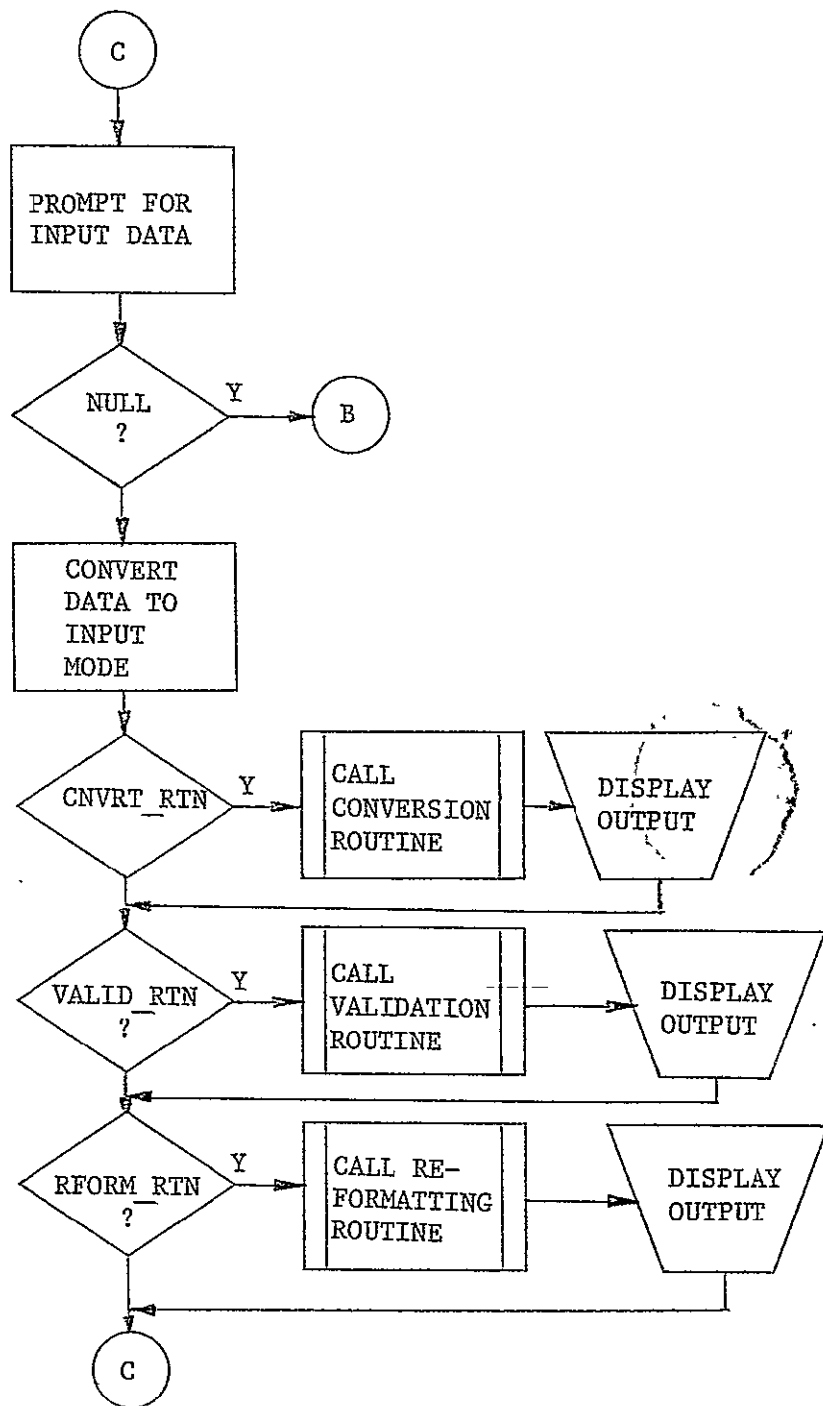 C
PROMPT FOR
INPUT DATA
NULL
?
Y
B
CONVERT
DATA TO
INPUT
MODE
CNVRT_RTN
Y
CALL
CONVERSION
ROUTINE
DISPLAY
OUTPUT
VALID_RTN
?
Y
CALL
VALIDATION
ROUTINE
DISPLAY
OUTPUT
RFORM_RTN
?
Y
CALL RE-
FORMATTING
ROUTINE
DISPLAY
OUTPUT
C